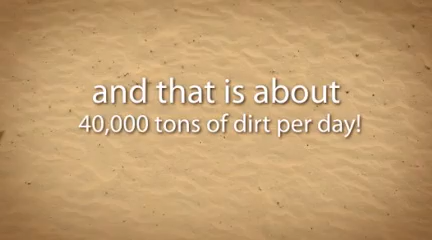 and that is about
40,000 tons of dirt per day!